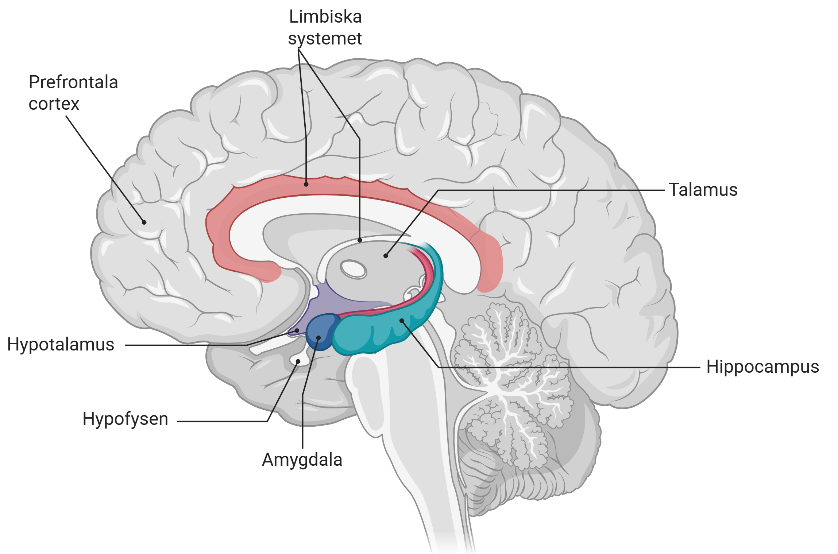 Limbiska
systemet
Prefrontala
cortex
Talamus
Hypotalamus
Hippocampus
Hypofysen
Amygdala